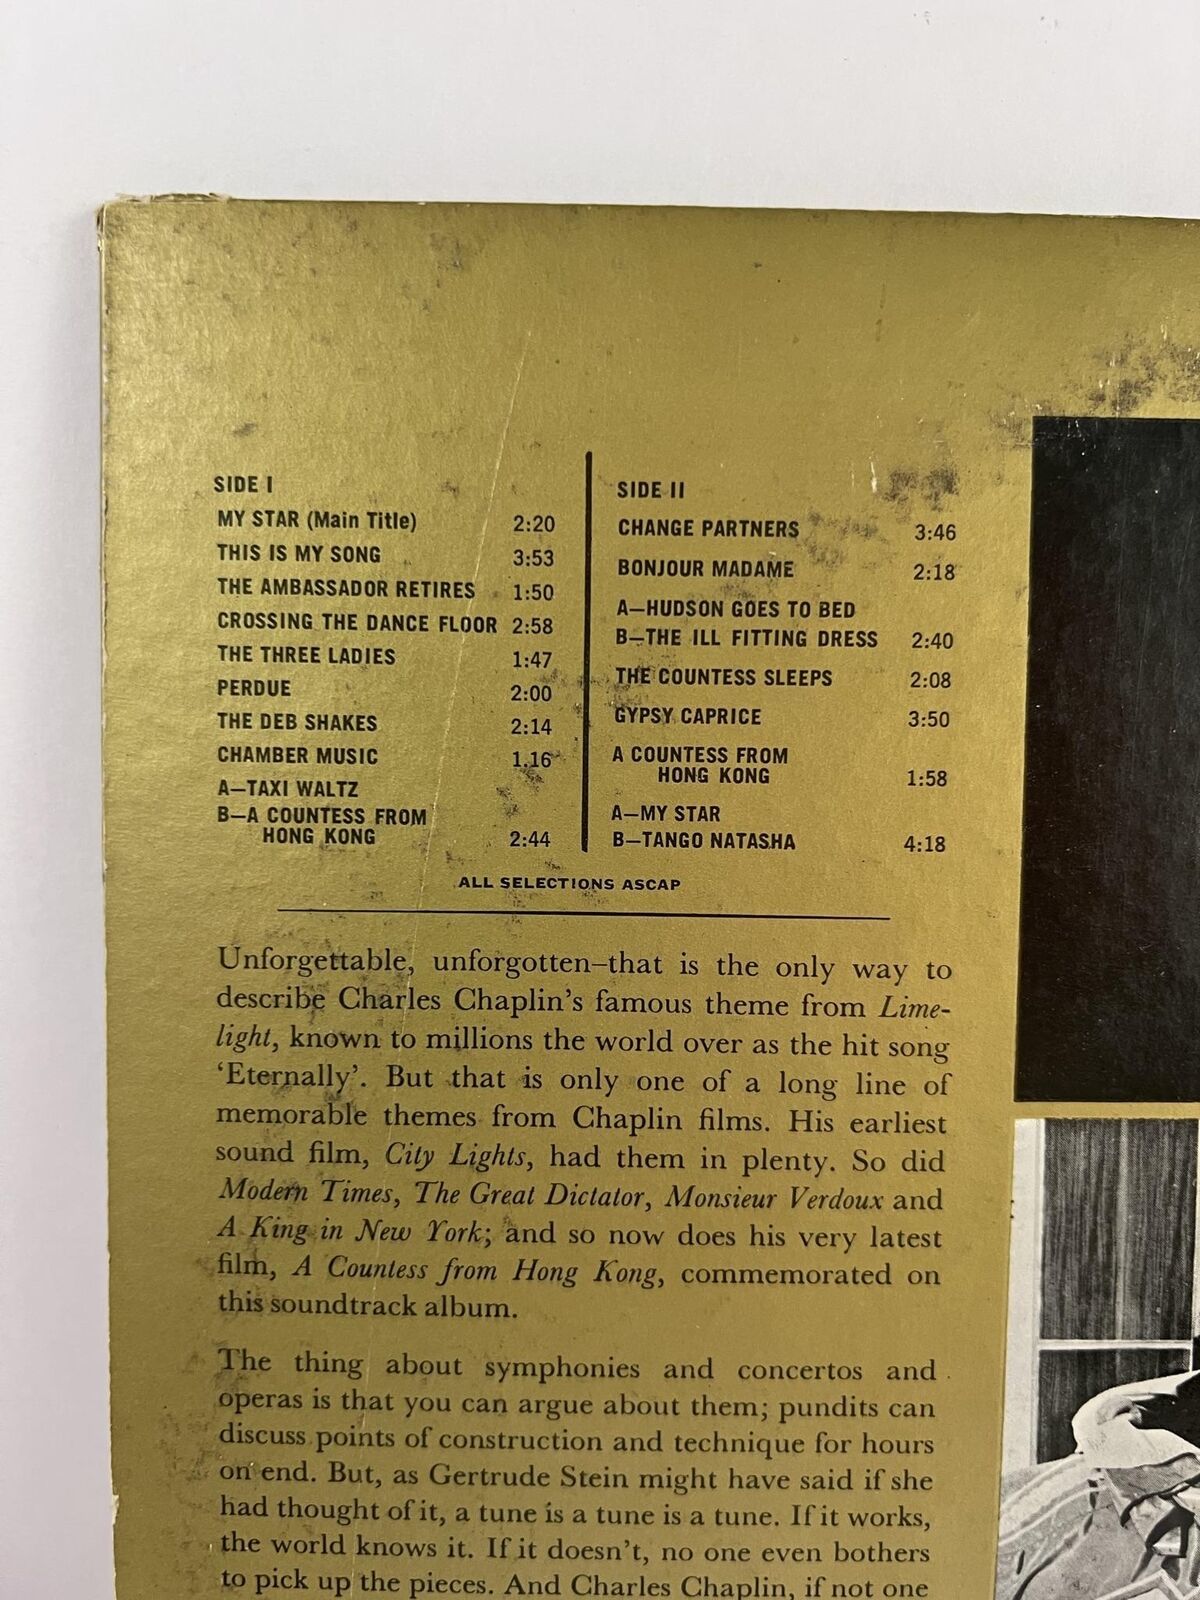 SIDE I
MY STAR (Main Title) 2:20
THIS IS MY SONG 3:53
THE AMBASSADOR RETIRES 1:50
CROSSING THE DANCE FLOOR 2:58
THE THREE LADIES 1:47
PERDUE 2:00
THE DEB SHAKES 2:14
CHAMBER MUSIC 1.16
A—TAXI WALTZ
B—A COUNTESS FROM
HONG KONG 2:44
SIDE II
CHANGE PARTNERS 3:46
BONJOUR MADAME 2:18
A—HUDSON GOES TO BED
B—THE ILL FITTING DRESS 2:40
THE COUNTESS SLEEPS 2:08
GYPSY CAPRICE 3:50
A COUNTESS FROM
HONG KONG 1:58
A—MY STAR
B—TANGO NATASHA 4:18
ALL SELECTIONS ASCAP
Unforgettable, unforgotten–that is the only way to
describe Charles Chaplin's famous theme from Lime-
light, known to millions the world over as the hit song
‘Eternally’. But that is only one of a long line of
memorable themes from Chaplin films. His earliest
sound film, City Lights, had them in plenty. So did
Modern Times, The Great Dictator, Monsieur Verdoux and
A King in New York; and so now does his very latest
film, A Countess from Hong Kong, commemorated on
this soundtrack album.
The thing about symphonies and concertos and
operas is that you can argue about them; pundits can
discuss points of construction and technique for hours
on end. But, as Gertrude Stein might have said if she
had thought of it, a tune is a tune is a tune. If it works,
the world knows it. If it doesn't, no one even bothers
to pick up the pieces. And Charles Chaplin, if not one